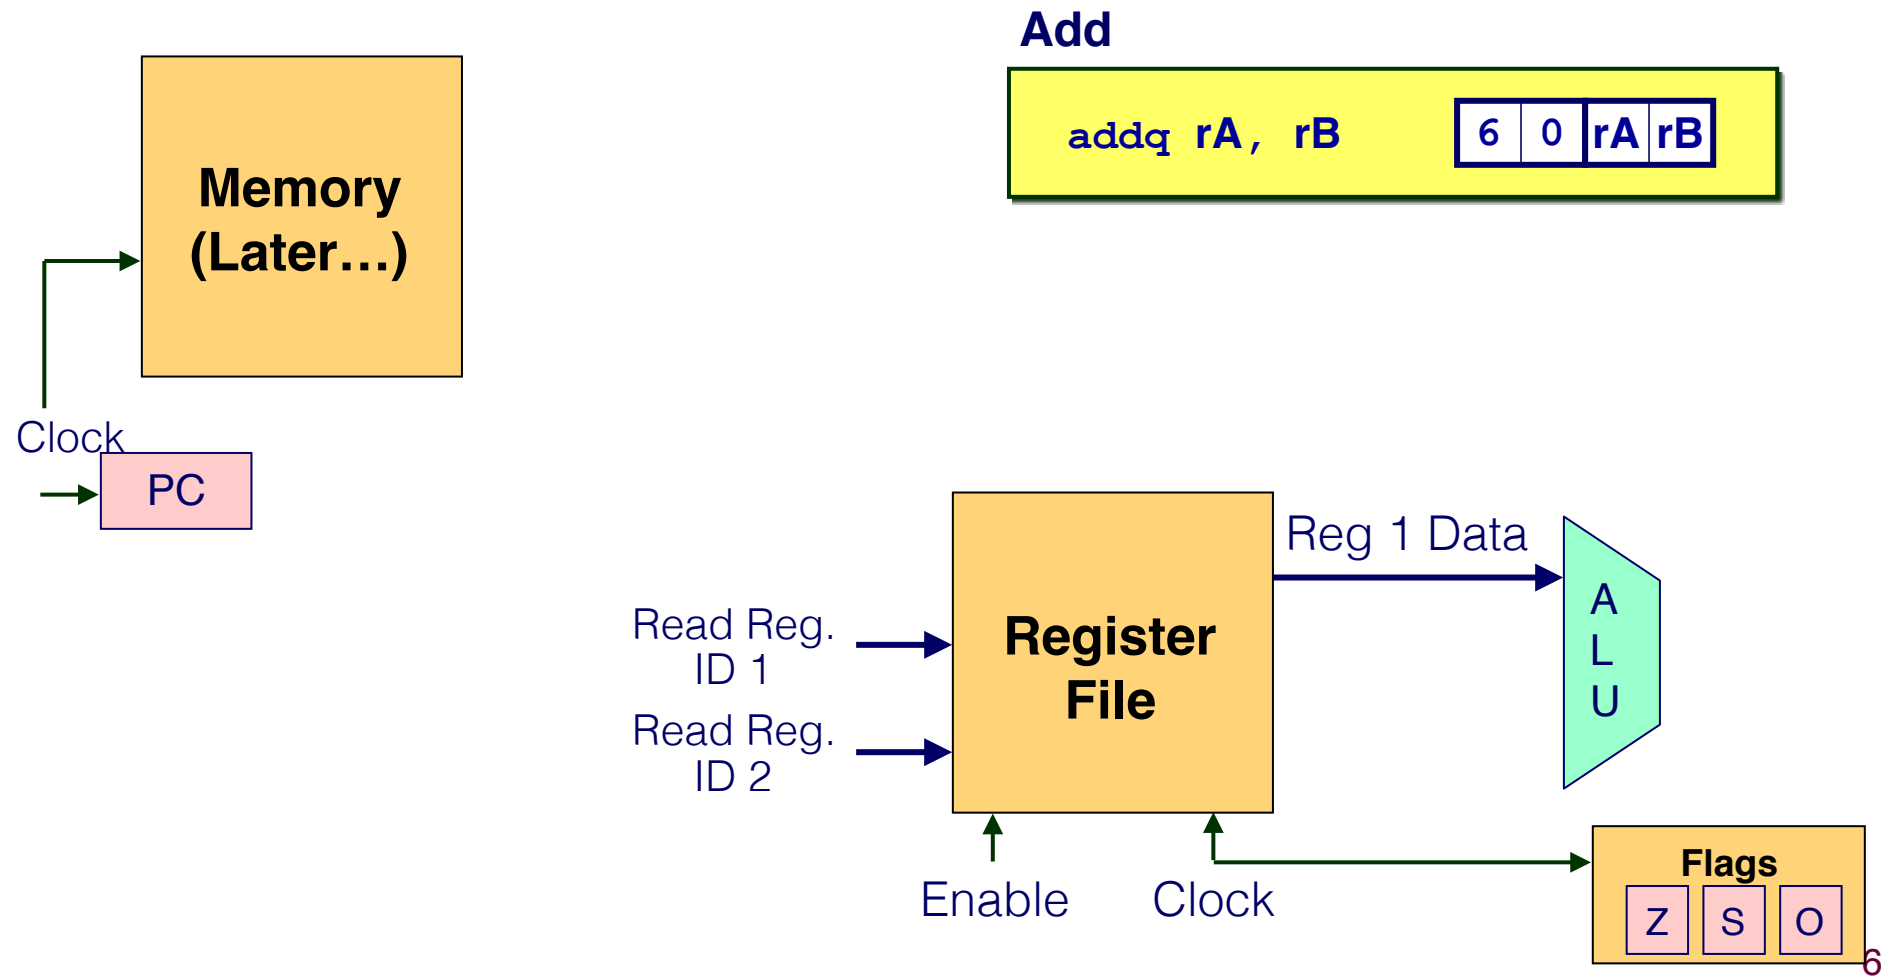 Add
addq rA, rB
6 0 rA rB
Memory
(Later…)
Clock
PC
Reg 1 Data
Read Reg.
ID 1
Read Reg.
ID 2
Register
File
A
L
U
Enable
Clock
Flags
Z S O
6